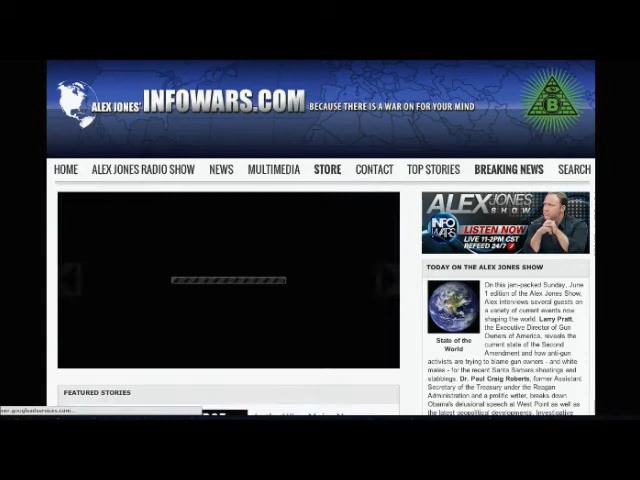 ALEX JONES' INFOWARS.COM BECAUSE THERE IS A WAR ON FOR YOUR MIND
B
HOME ALEX JONES RADIO SHOW NEWS MULTIMEDIA STORE CONTACT TOP STORIES BREAKING NEWS SEARCH
ALEX JONES
SHOW
INFO
WARS
LISTEN NOW
LIVE 11-2PM CST
REFEED 24/7
TODAY ON THE ALEX JONES SHOW
State of the
World
On this jam-packed Sunday, June
1 edition of the Alex Jones Show,
Alex interviews several guests on
a variety of current events now
shaping the world. Larry Pratt,
the Executive Director of Gun
Owners of America, reveals the
current state of the Second
Amendment and how anti-gun
activists are trying to blame gun owners - and white
males - for the recent Santa Barbara shootings and
stabbings. Dr. Paul Craig Roberts, former Assistant
Secretary of the Treasury under the Reagan
Administration and a prolific writer, breaks down
Obama's delusional speech at West Point as well as
the latest geopolitical developments. Investigative
FEATURED STORIES